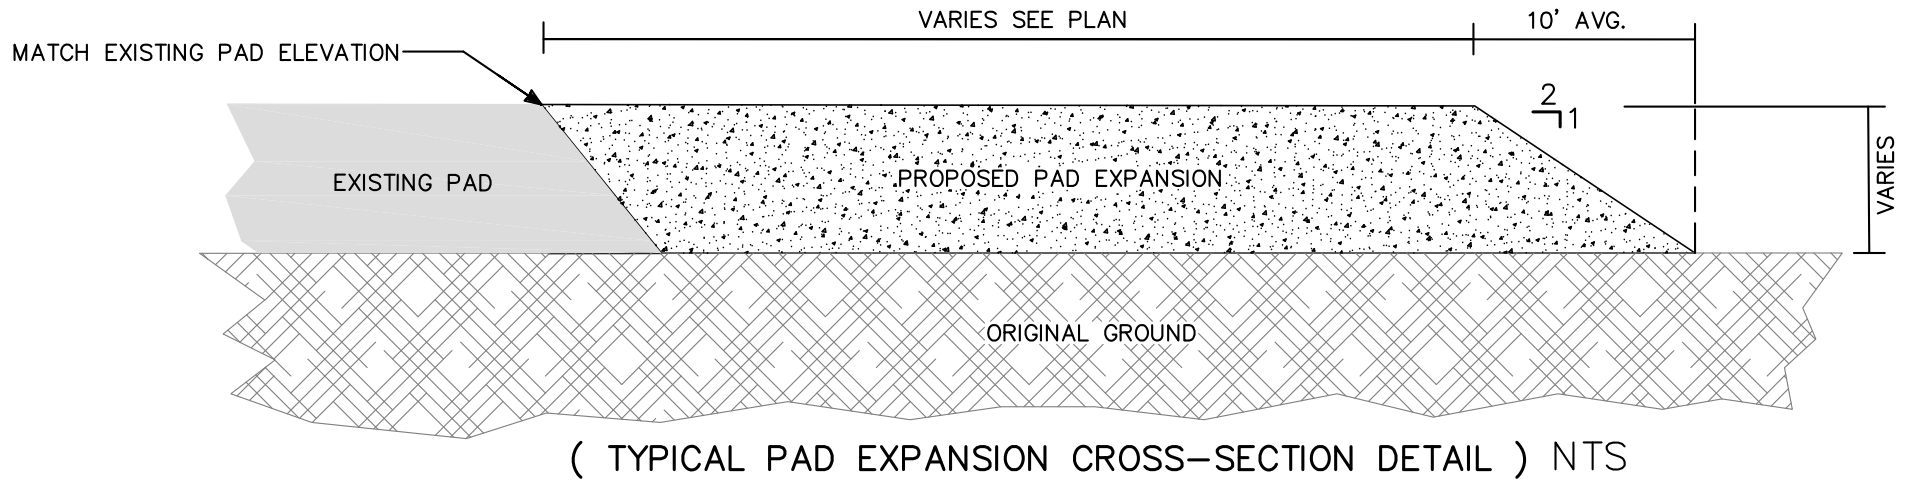 VARIES SEE PLAN
10' AVG.
MATCH EXISTING PAD ELEVATION
2
1
EXISTING PAD
PROPOSED PAD EXPANSION
VARIES
ORIGINAL GROUND
( TYPICAL PAD EXPANSION CROSS-SECTION DETAIL ) NTS